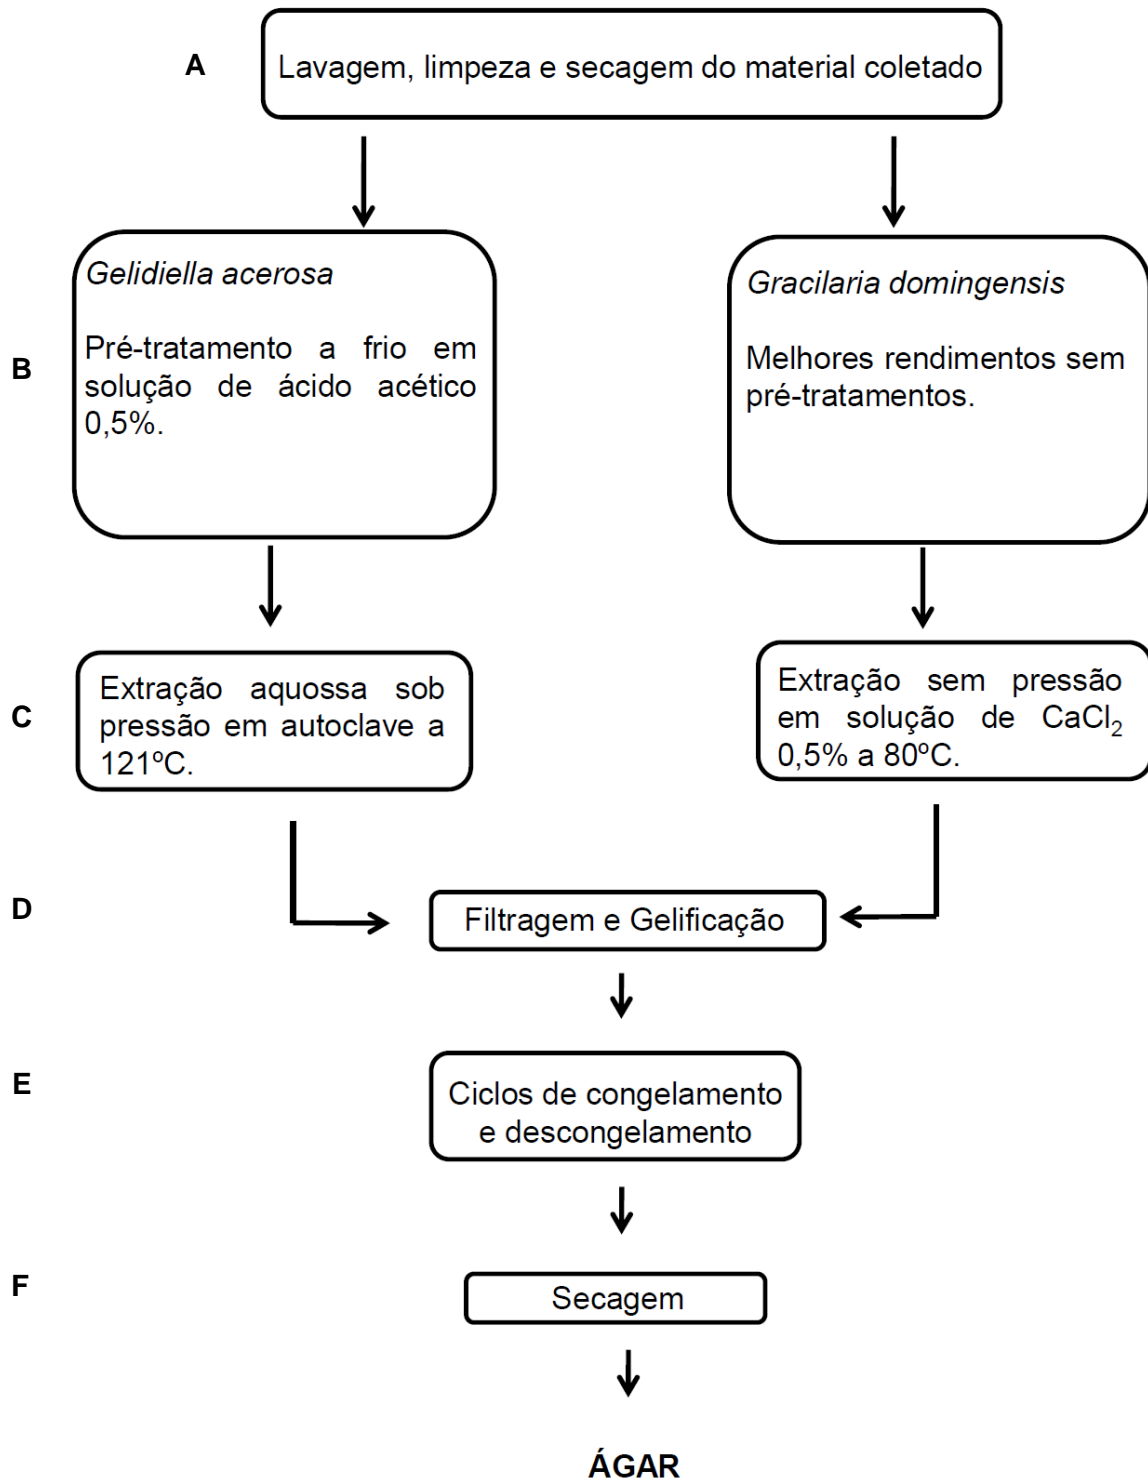 A
Lavagem, limpeza e secagem do material coletado
B
Gelidiella acerosa
Pré-tratamento a frio em
solução de ácido acético
0,5%.
Gracilaria domingensis
Melhores rendimentos sem
pré-tratamentos.
C
Extração aquossa sob
pressão em autoclave a
121ºC.
Extração sem pressão
em solução de CaCl₂
0,5% a 80ºC.
D
Filtragem e Gelificação
E
Ciclos de congelamento
e descongelamento
F
Secagem
ÁGAR